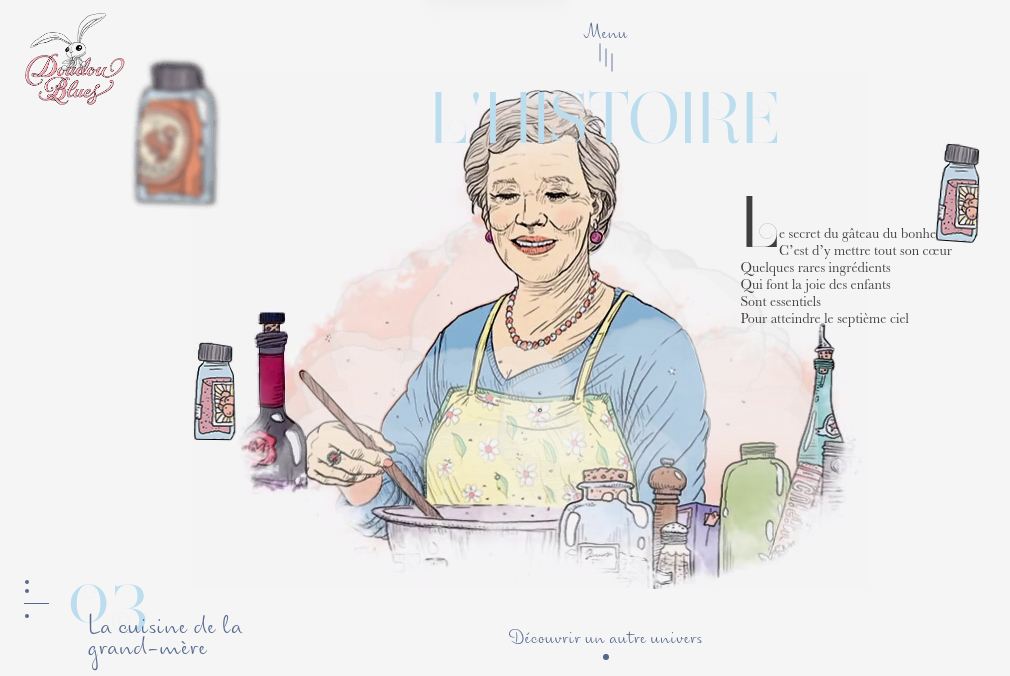 Doudou
Blues
Menu
L'HISTOIRE
Le secret du gâteau du bonhe
C'est d'y mettre tout son cœur
Quelques rares ingrédients
Qui font la joie des enfants
Sont essentiels
Pour atteindre le septième ciel
03
La cuisine de la
grand-mère
Découvrir un autre univers